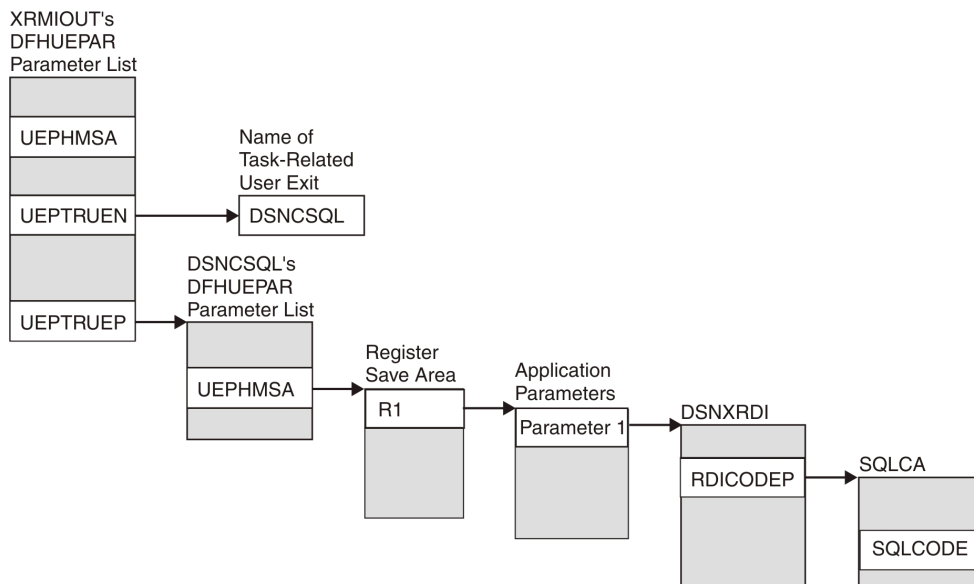 XRMIOUT's
DFHUEPAR
Parameter List
UEPHMSA
UEPTRUEN
UEPTRUEP
Name of
Task-Related
User Exit
DSNCSQL
DSNCSQL's
DFHUEPAR
Parameter List
UEPHMSA
Register
Save Area
R1
Application
Parameters
Parameter 1
DSNXRDI
RDICODEP
SQLCA
SQLCODE